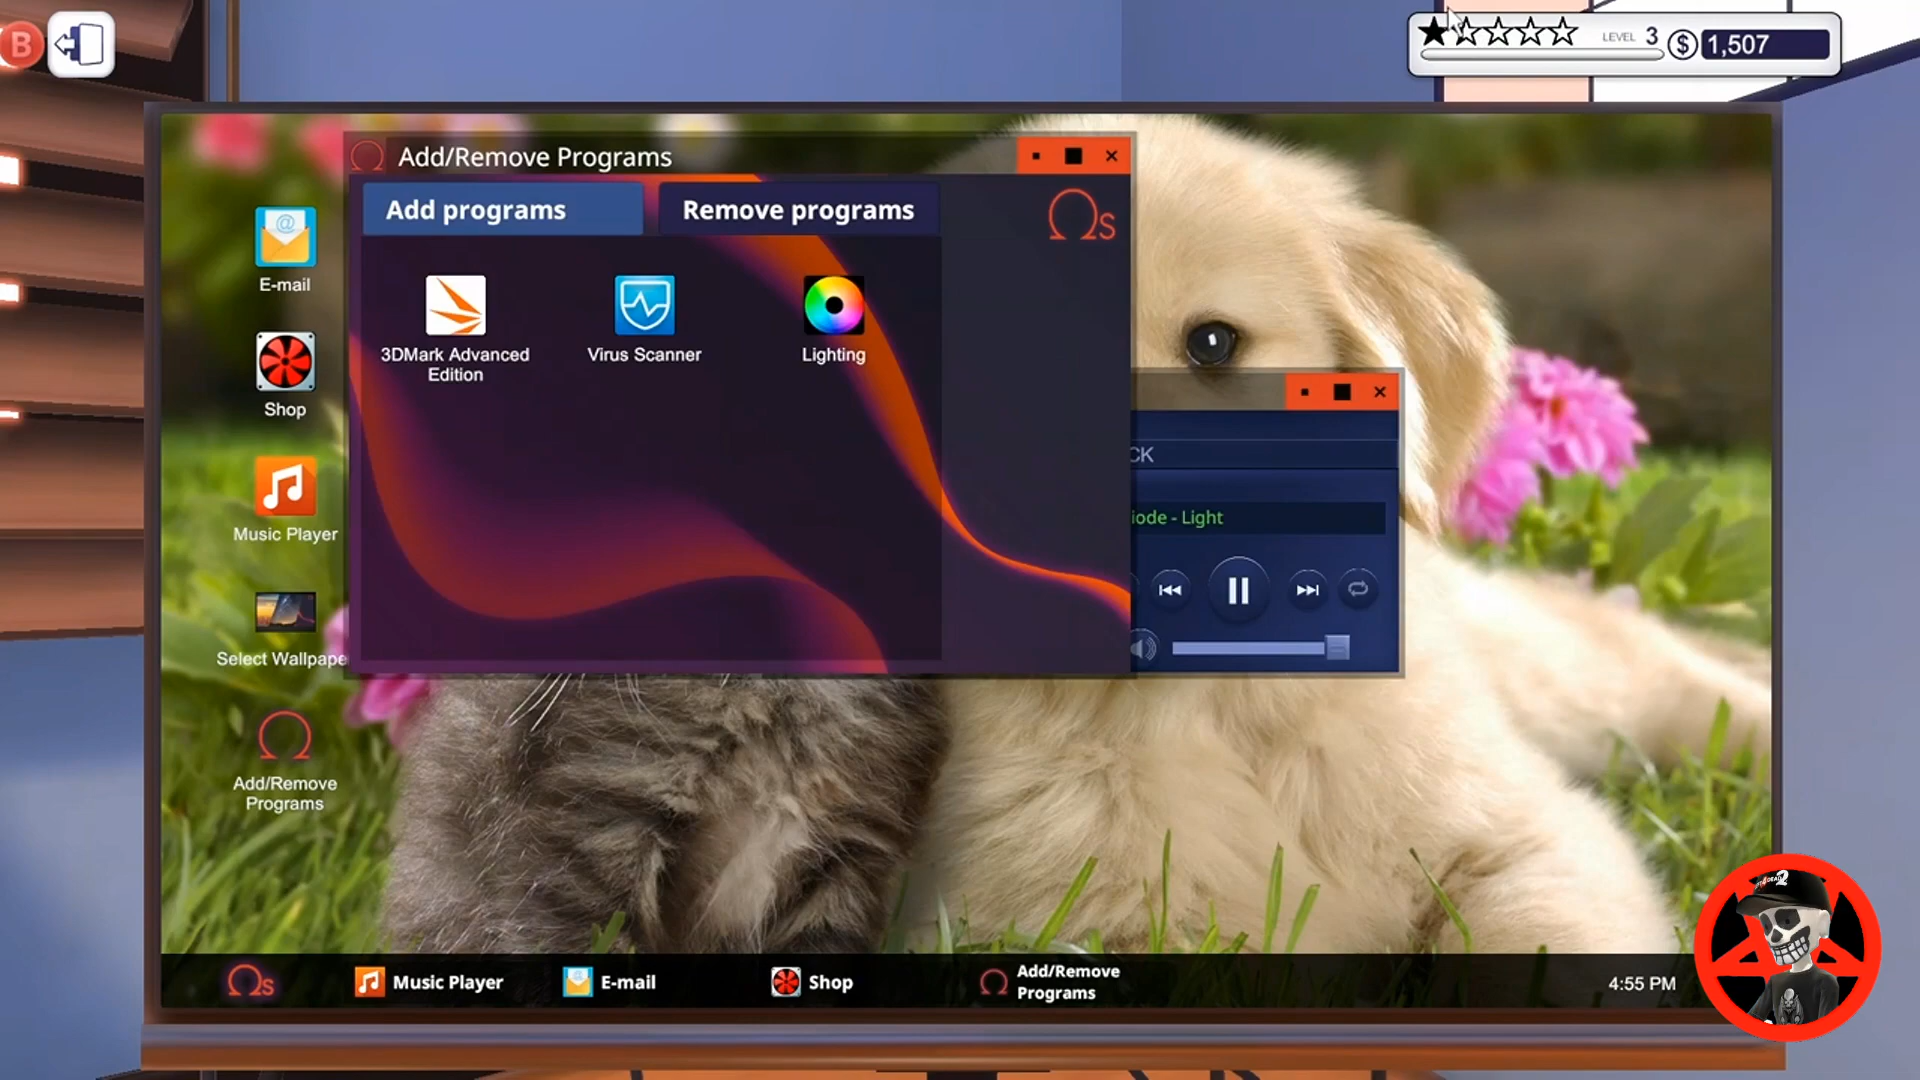 B
LEVEL 3
$ 1,507
Add/Remove Programs
Add programs
Remove programs
Ωs
3DMark Advanced
Edition
Virus Scanner
Lighting
E-mail
Shop
Music Player
Select Wallpape
Add/Remove
Programs
CK
iode - Light
Ωs
Music Player
E-mail
Shop
Add/Remove
Programs
4:55 PM